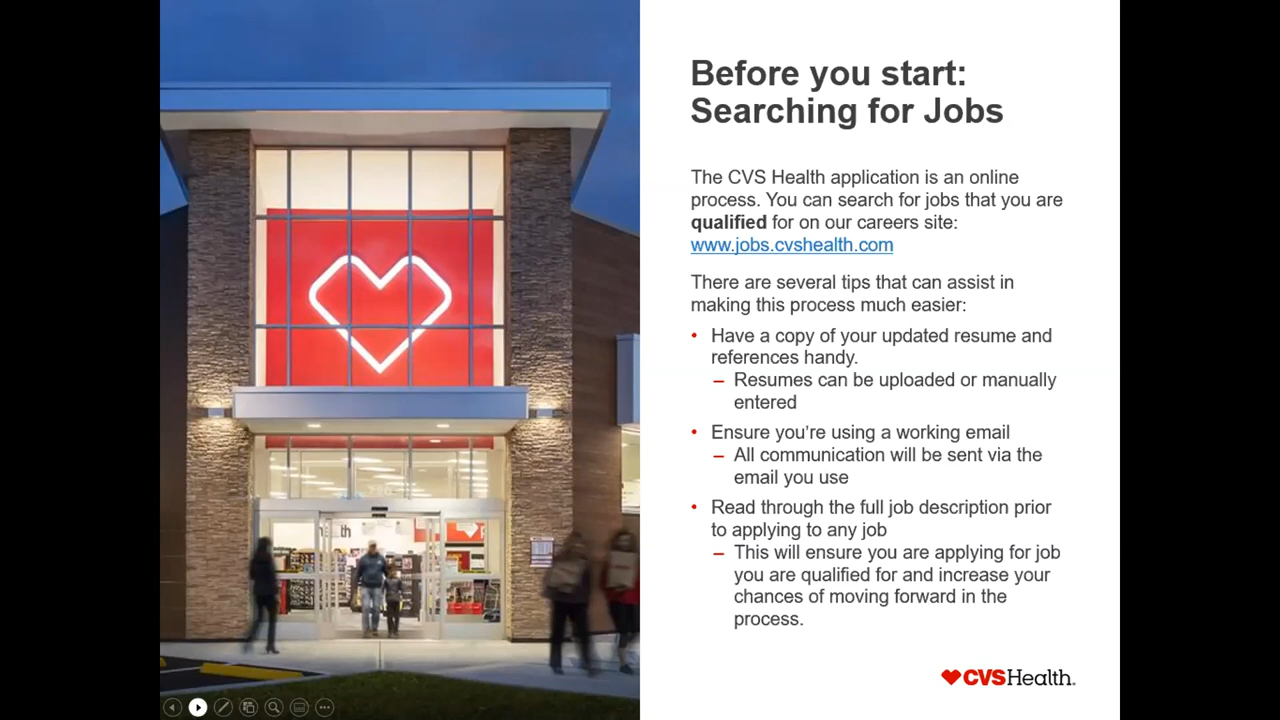 Before you start:
Searching for Jobs
The CVS Health application is an online
process. You can search for jobs that you are
qualified for on our careers site:
www.jobs.cvshealth.com
There are several tips that can assist in
making this process much easier:
• Have a copy of your updated resume and
references handy.
– Resumes can be uploaded or manually
entered
• Ensure you’re using a working email
– All communication will be sent via the
email you use
• Read through the full job description prior
to applying to any job
– This will ensure you are applying for job
you are qualified for and increase your
chances of moving forward in the
process.
CVSHealth.